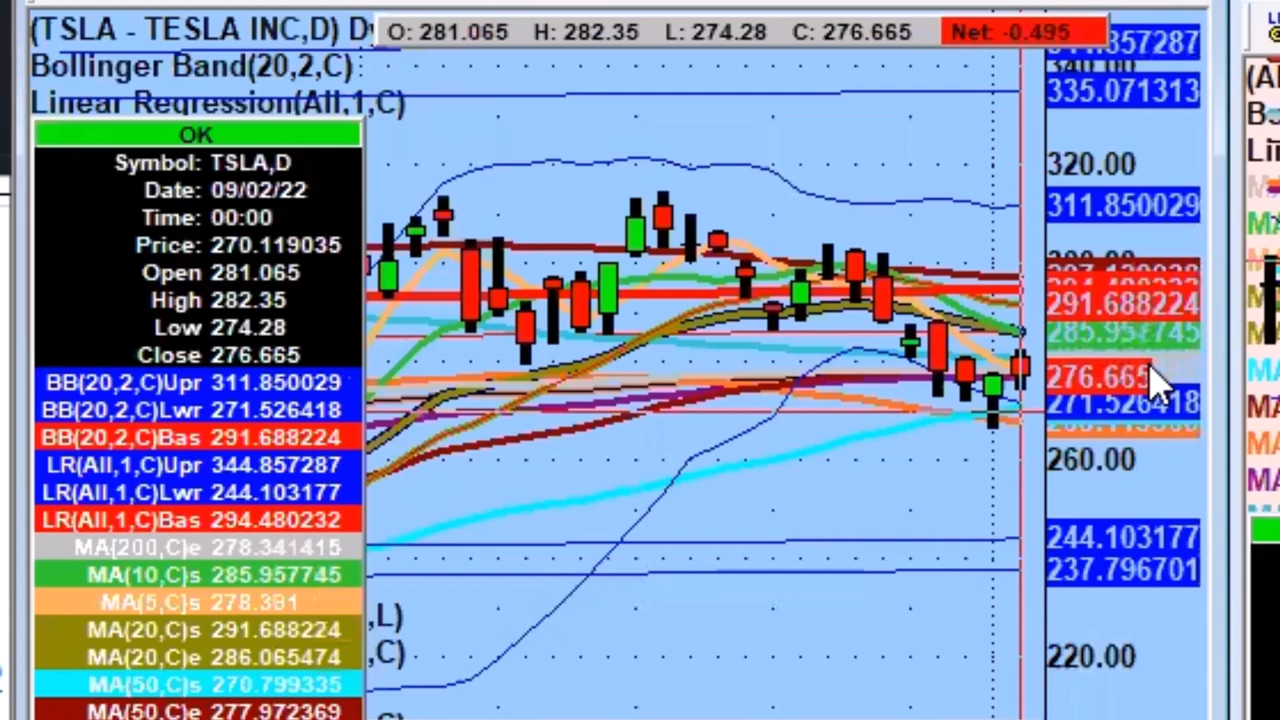 (TSLA - TESLA INC,D) D
O: 281.065 H: 282.35 L: 274.28 C: 276.665 Net: -0.495
Bollinger Band(20,2,C)
Linear Regression(All,1,C)
OK
Symbol: TSLA,D
Date: 09/02/22
Time: 00:00
Price: 270.119035
Open 281.065
High 282.35
Low 274.28
Close 276.665
BB(20,2,C)Upr 311.850029
BB(20,2,C)Lwr 271.526418
BB(20,2,C)Bas 291.688224
LR(All,1,C)Upr 344.857287
LR(All,1,C)Lwr 244.103177
LR(All,1,C)Bas 294.480232
MA(200,C)e 278.341415
MA(10,C)s 285.957745
MA(5,C)s 278.391
MA(20,C)s 291.688224
MA(20,C)e 286.065474
MA(50,C)s 270.799335
MA(50,C)e 277.972369
,L)
,C)
340.00
335.071313
320.00
311.850029
291.688224
285.957745
276.665
271.526418
260.00
244.103177
237.796701
220.00